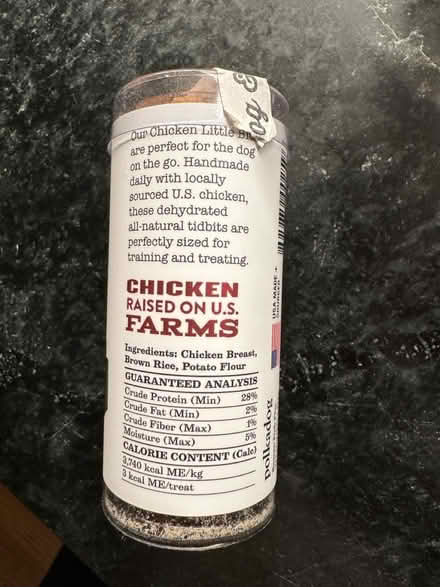 og &
Our Chicken Little
are perfect for the dog
on the go. Handmade
daily with locally
sourced U.S. chicken,
these dehydrated
all-natural tidbits are
perfectly sized for
training and treating.
CHICKEN
RAISED ON U.S.
FARMS
Ingredients: Chicken Breast,
Brown Rice, Potato Flour
GUARANTEED ANALYSIS
Crude Protein (Min) 28%
Crude Fat (Min) 2%
Crude Fiber (Max) 1%
Moisture (Max) 5%
CALORIE CONTENT (Calc)
3,740 kcal ME/kg
3 kcal ME/treat
USA MADE +
polkadog